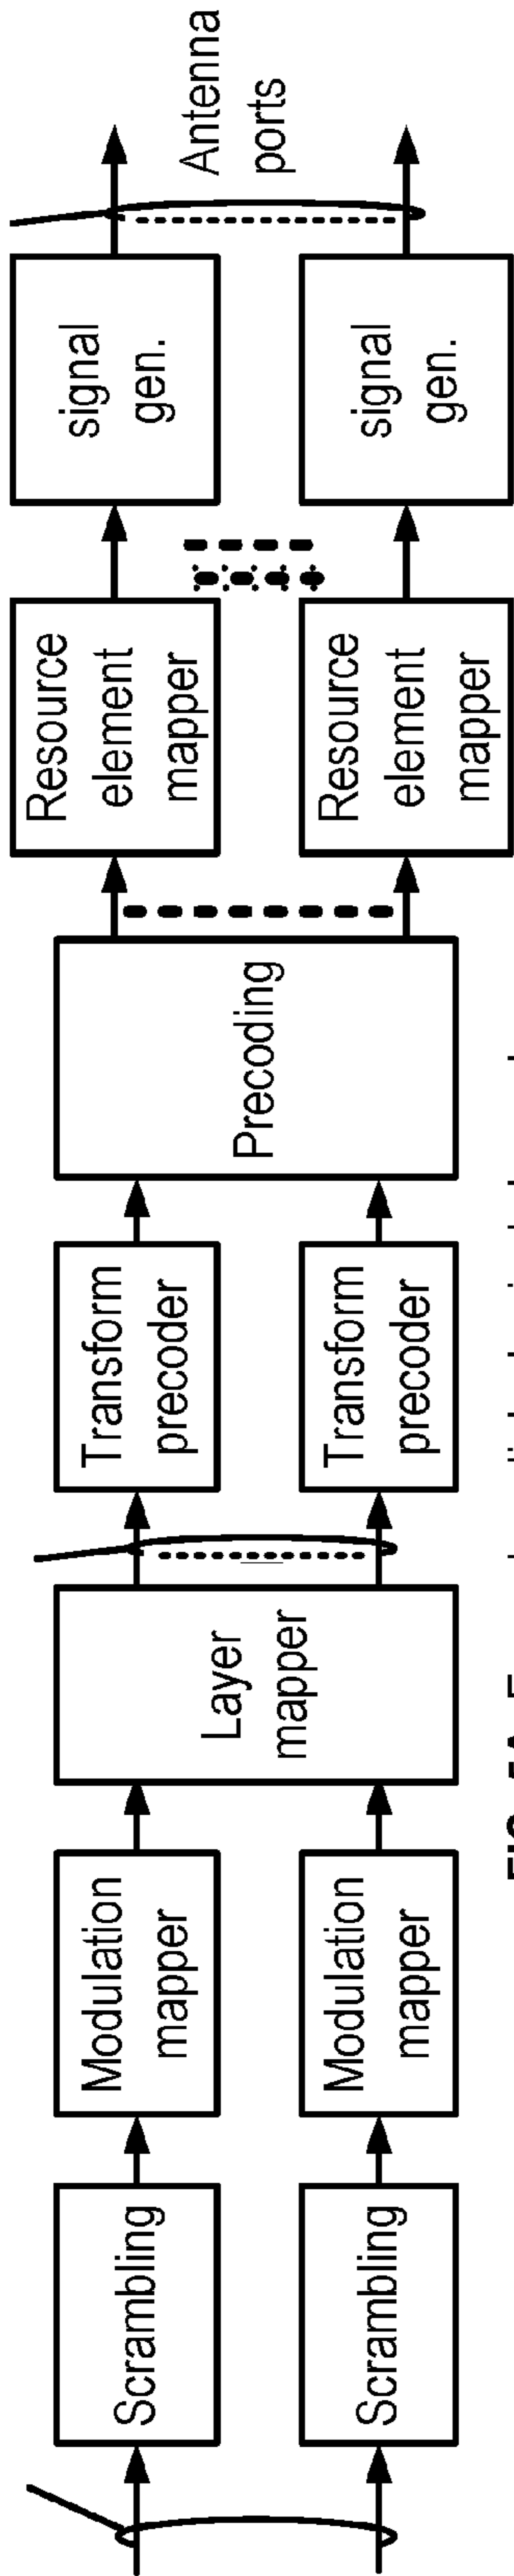 Scrambling
Scrambling
Modulation
mapper
Modulation
mapper
Layer
mapper
Transform
precoder
Transform
precoder
Precoding
Resource
element
mapper
Resource
element
mapper
signal
gen.
signal
gen.
Antenna
ports